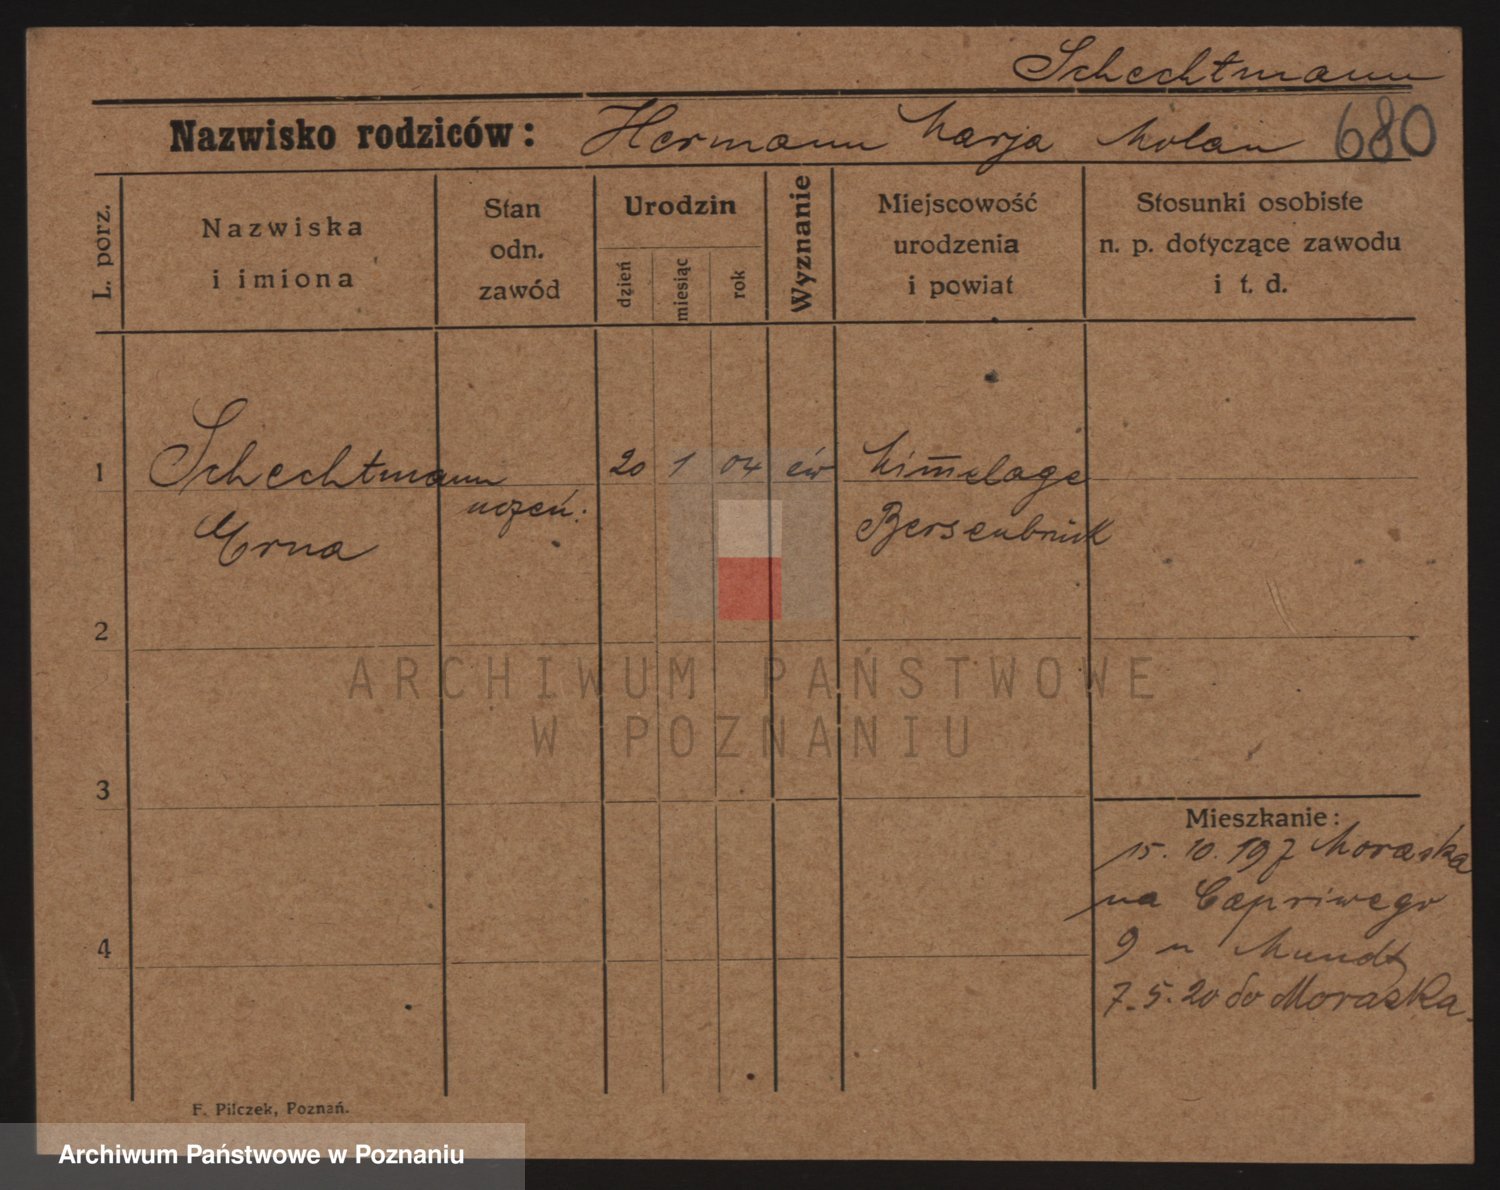 Schechtmann
Nazwisko rodziców: Hermann Marja Molan 680
L. porz.
Nazwiska
i imiona
Stan
odn.
zawód
Urodzin
dzień
miesiąc
rok
Wyznanie
Miejscowość
urodzenia
i powiat
Stosunki osobiste
n. p. dotyczące zawodu
i t. d.
1 Schechtmann 20 1 04 ew
Erna
uczeń:
Bersenbrück
2
3
4
Mieszkanie:
15. 10. 197 Moraska
na Capriwego
9 u Mundt
7. 5. 20 do Moraska.
F. Pilczek, Poznań.
ARCHIWUM PAŃSTWOWE
W POZNANIU
Archiwum Państwowe w Poznaniu